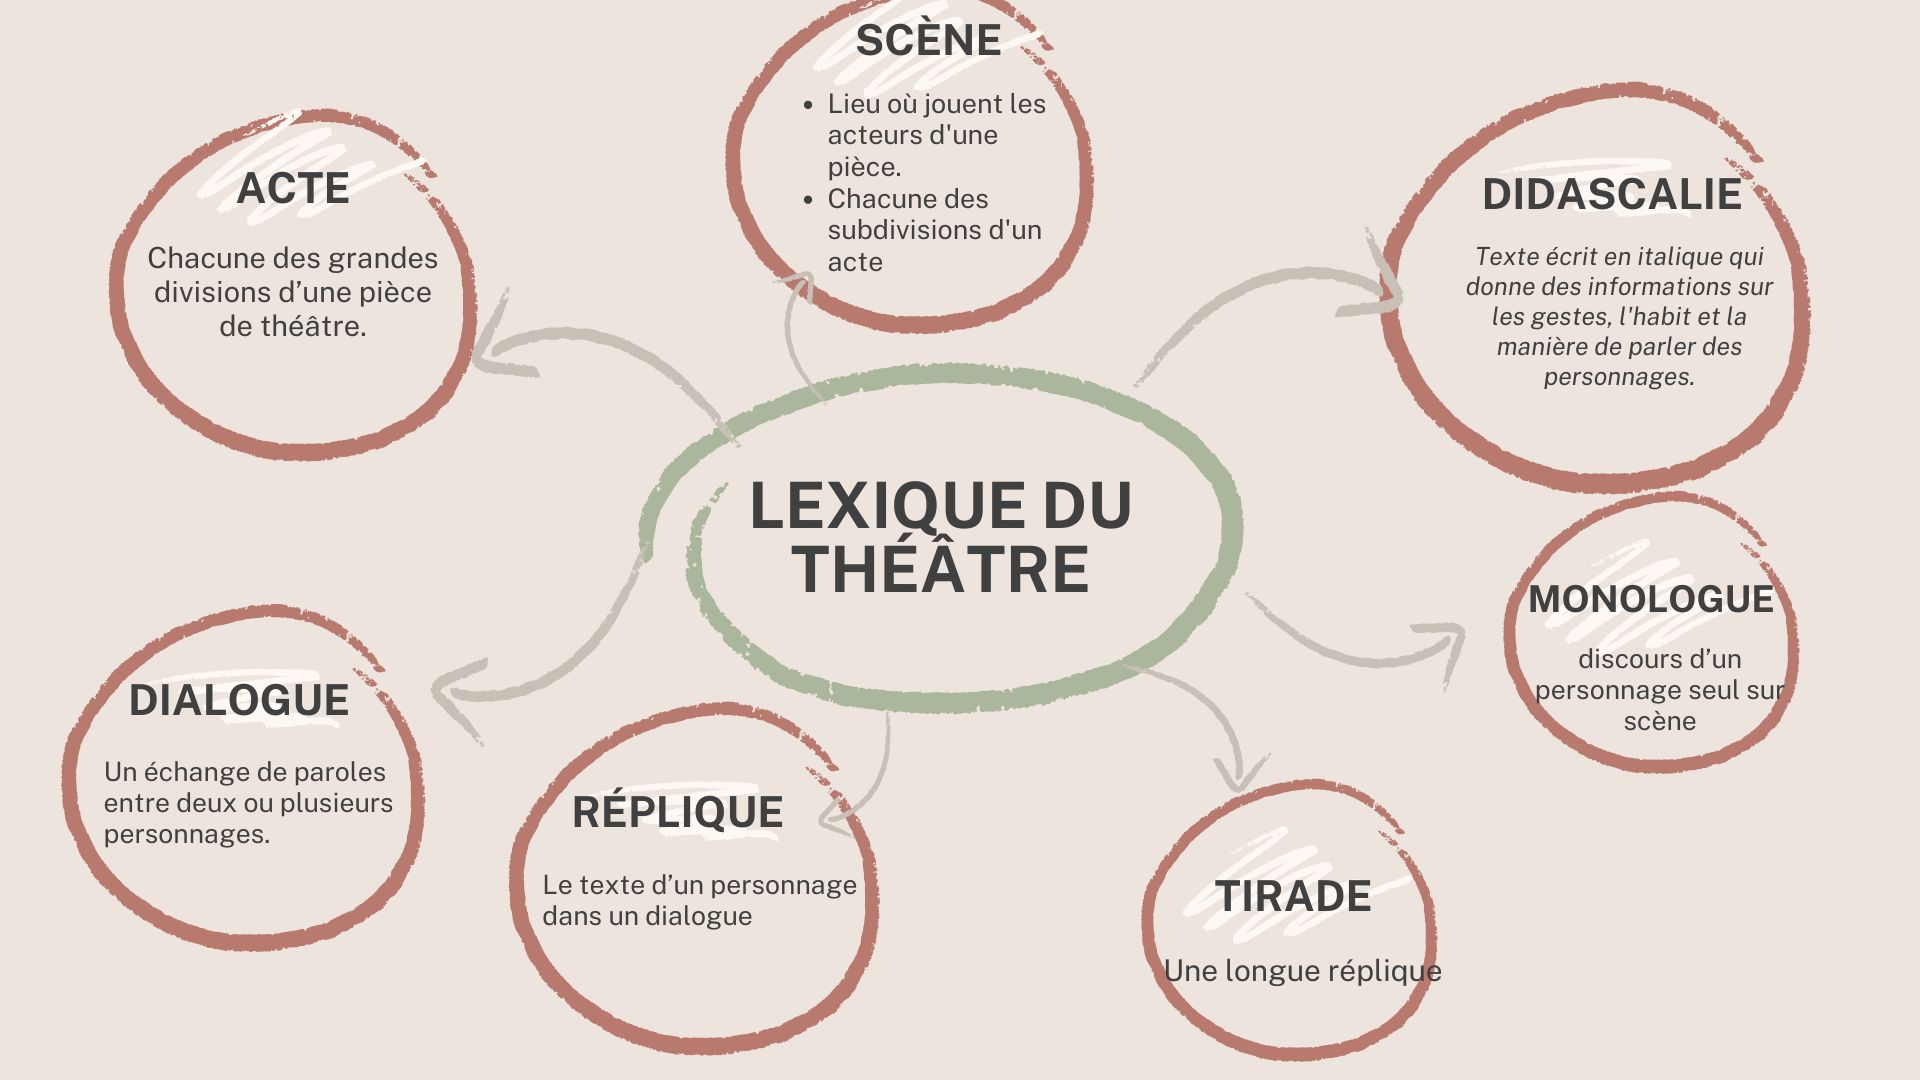 SCÈNE
• Lieu où jouent les
acteurs d'une
pièce.
• Chacune des
subdivisions d'un
acte
ACTE
Chacune des grandes
divisions d’une pièce
de théâtre.
DIDASCALIE
Texte écrit en italique qui
donne des informations sur
les gestes, l'habit et la
manière de parler des
personnages.
LEXIQUE DU
THÉÂTRE
MONOLOGUE
discours d’un
personnage seul sur
scène
DIALOGUE
Un échange de paroles
entre deux ou plusieurs
personnages.
RÉPLIQUE
Le texte d’un personnage
dans un dialogue
TIRADE
Une longue réplique